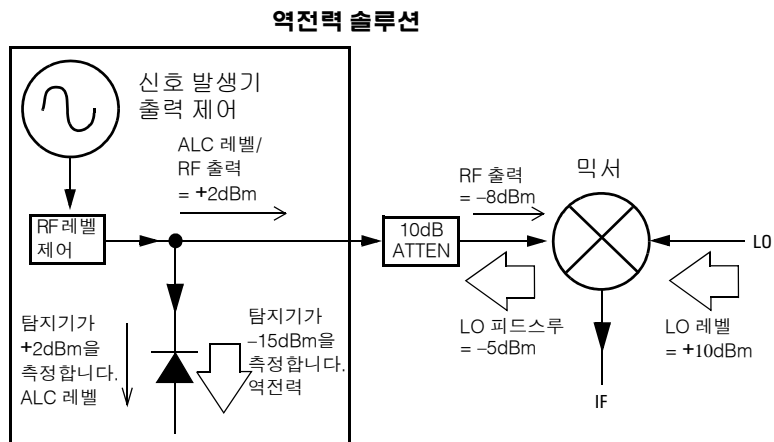 역전력 솔루션
신호 발생기
출력 제어
ALC 레벨/
RF 출력
= +2dBm
RF 출력
= –8dBm
믹서
RF 레벨
제어
10dB
ATTEN
LO
탐지기가
+2dBm을
측정합니다.
ALC 레벨
탐지기가
–15dBm을
측정합니다.
역전력
LO 피드스루
= –5dBm
LO 레벨
= +10dBm
IF